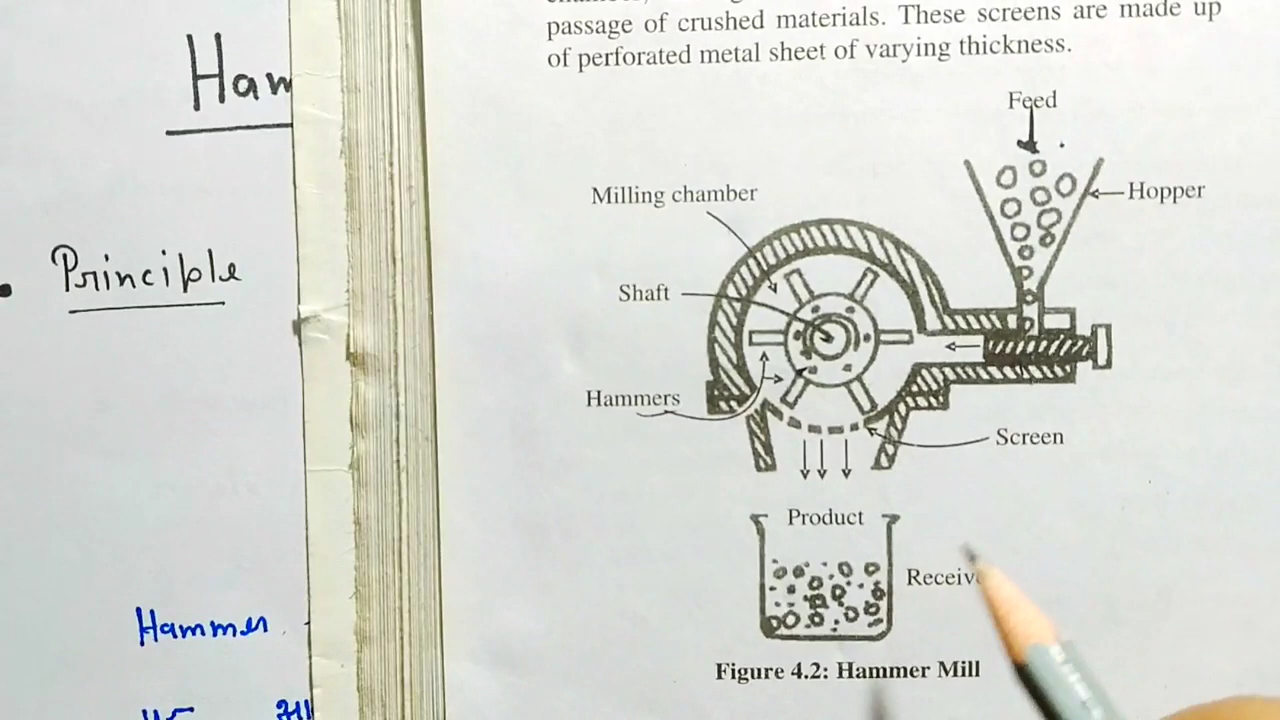 passage of crushed materials. These screens are made up
of perforated metal sheet of varying thickness.
Ham
Feed
Milling chamber
Hopper
Principle
Shaft
Hammers
Screen
Product
Receiv
Hammer
Figure 4.2: Hammer Mill